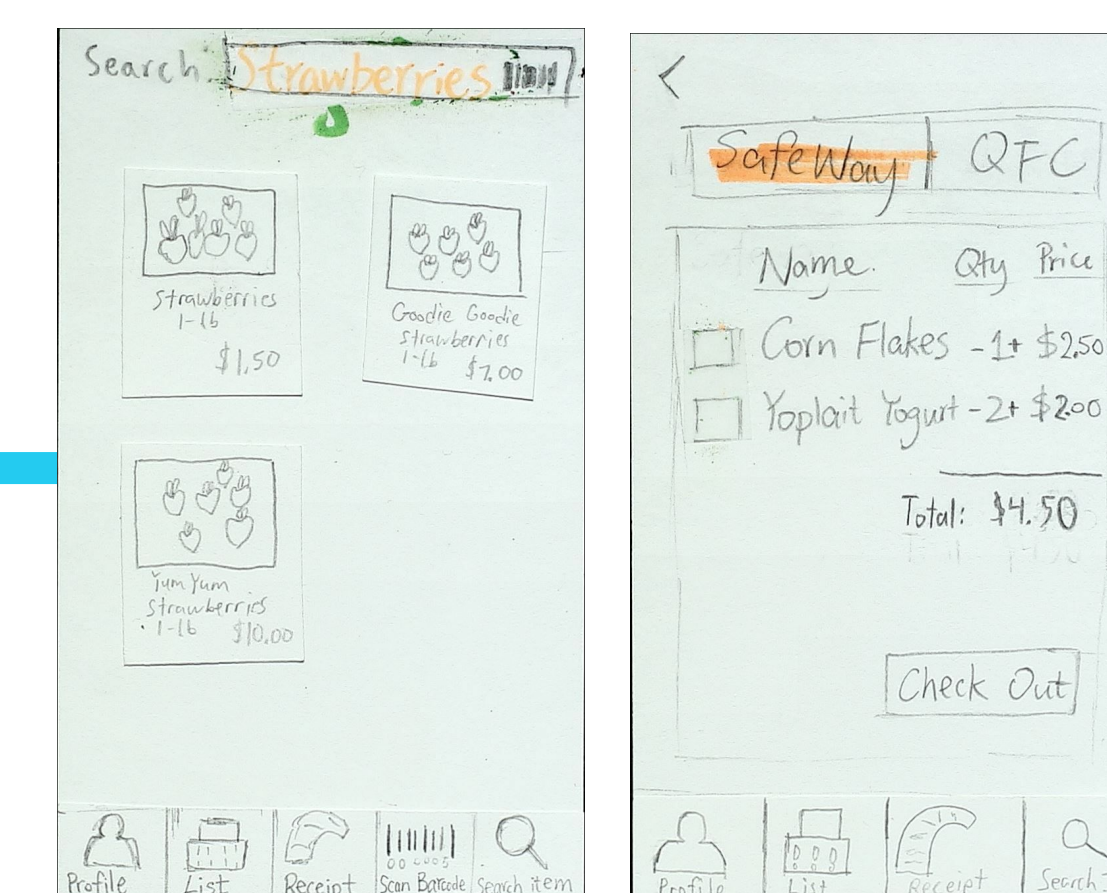 Search Strawberries
Strawberries
1-lb
$1.50
Goodie Goodie
Strawberries
1-lb $7.00
Yum Yum
Strawberries
1-lb $10.00
Profile List Receipt Scan Barcode Search item
<
SafeWay QFC
Name. Qty Price
Corn Flakes - 1+ $2.50
Yoplait Yogurt - 2+ $2.00
Total: $4.50
Check Out
Profile List Receipt Search